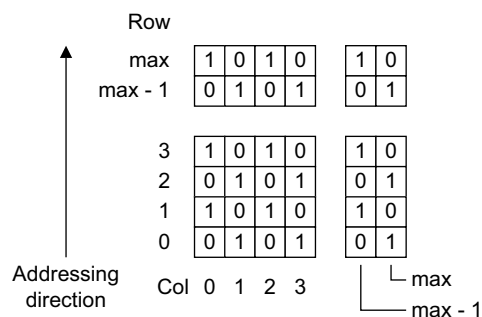 Row
max 1 0 1 0 1 0
max - 1 0 1 0 1 0 1
3 1 0 1 0 1 0
2 0 1 0 1 0 1
1 1 0 1 0 1 0
0 0 1 0 1 0 1
Addressing
direction
Col 0 1 2 3
max
max - 1